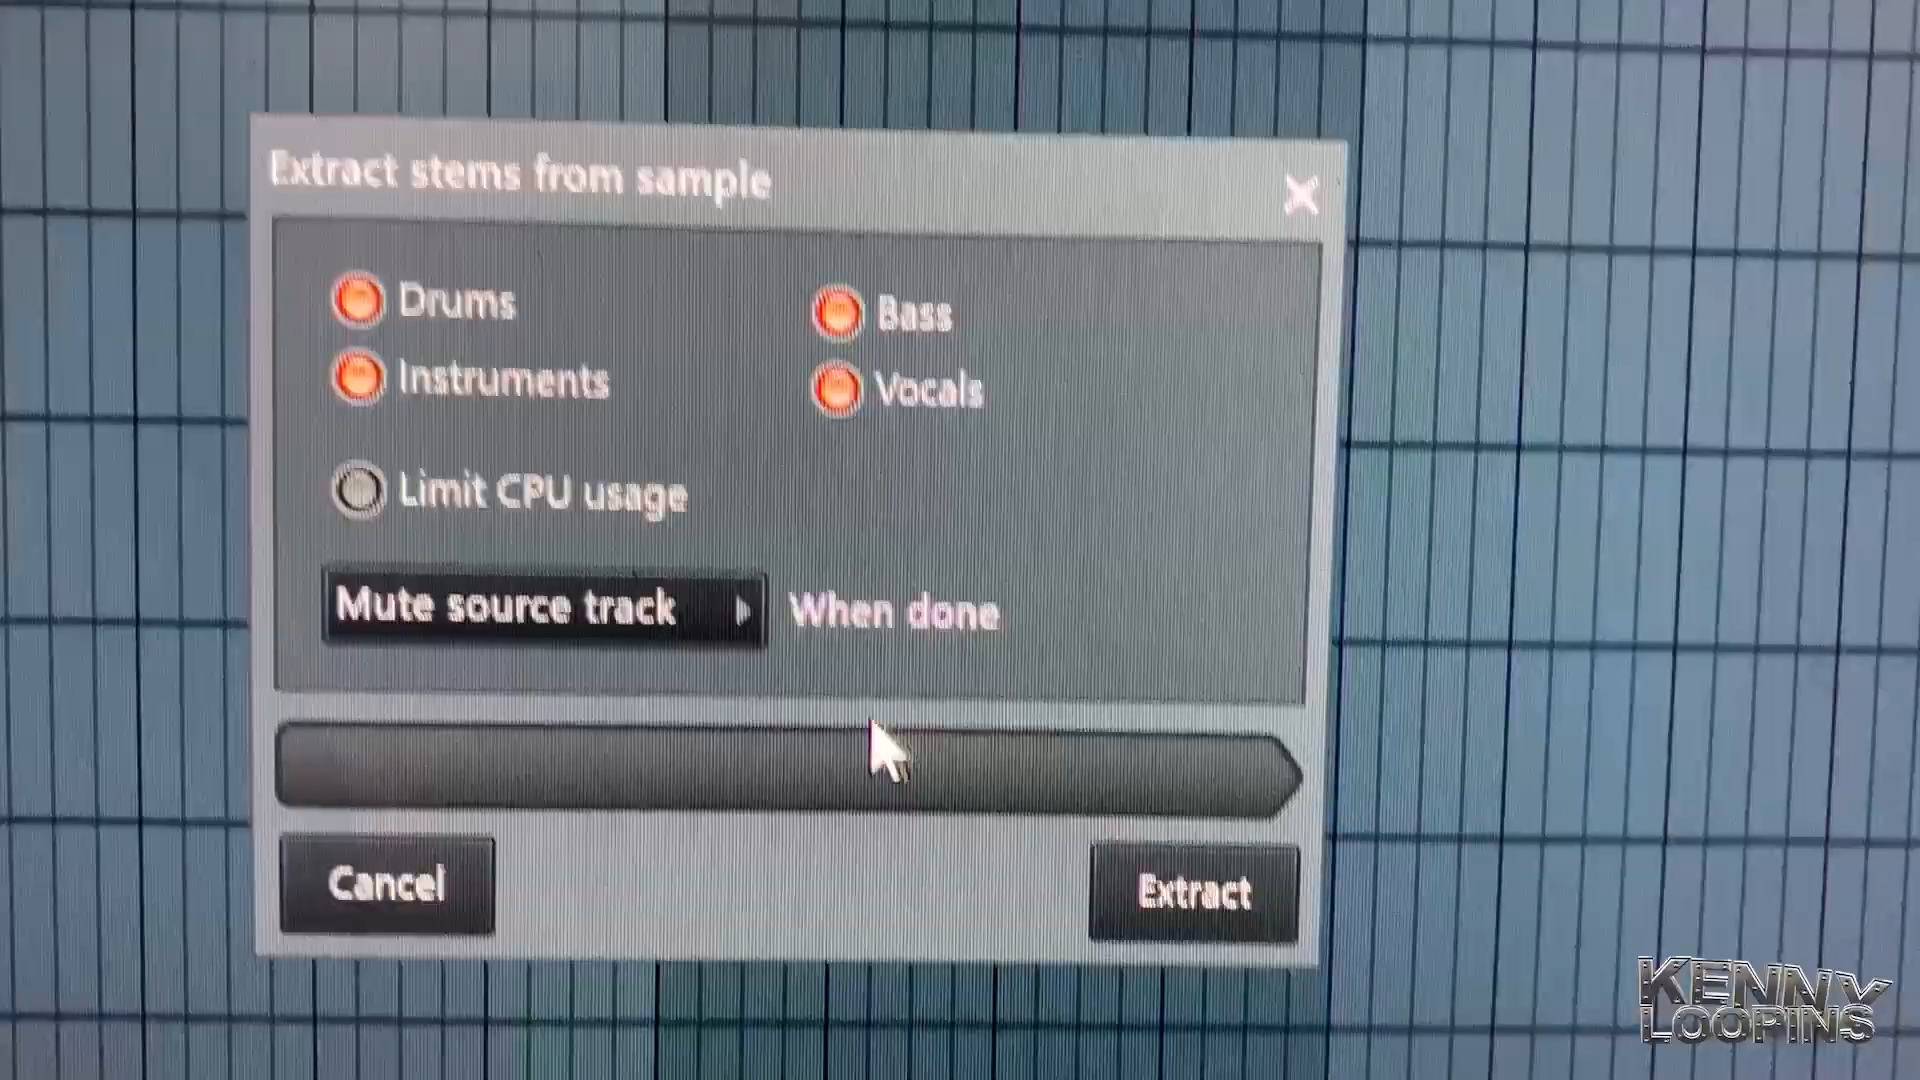 Extract stems from sample
Drums
Bass
Instruments
Vocals
Limit CPU usage
Mute source track
When done
Cancel
Extract
KENNY
LOOPINS